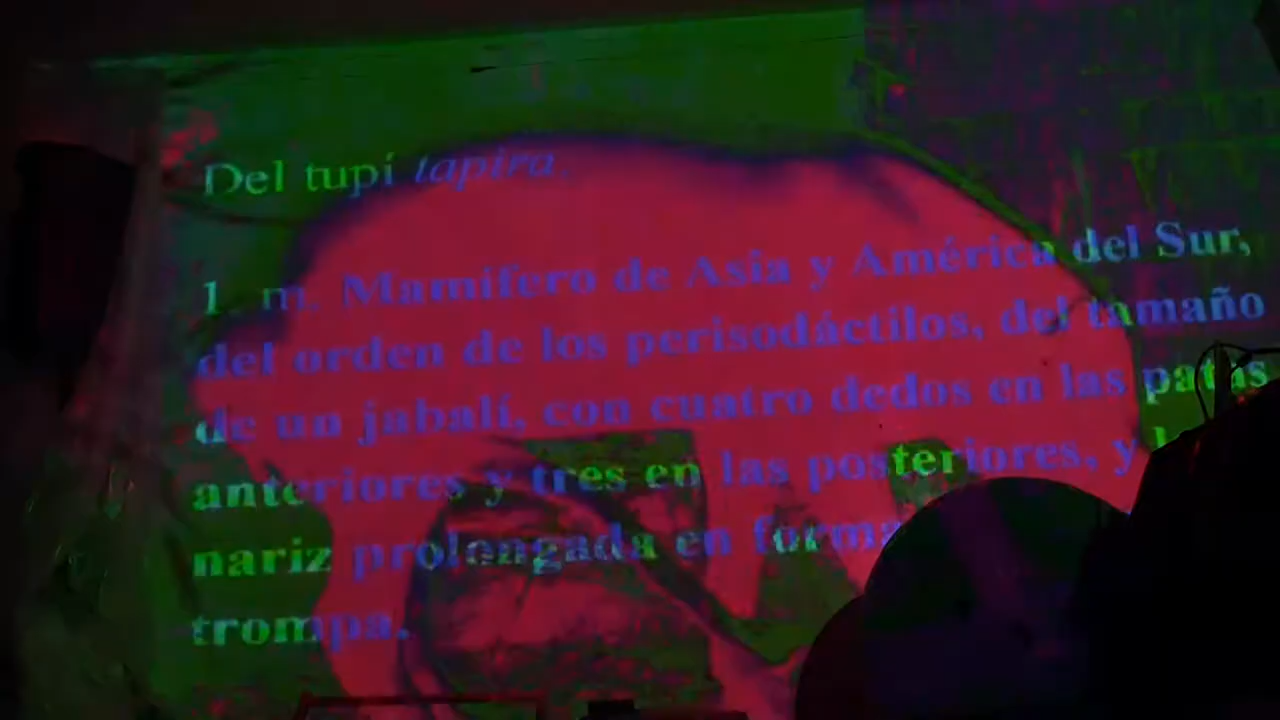 Del tupí tapira.
1. m. Mamífero de Asia y América del Sur,
del orden de los perisodáctilos, del tamaño
de un jabalí, con cuatro dedos en las patas
anteriores y tres en las posteriores, y
nariz prolongada en forma
trompa.